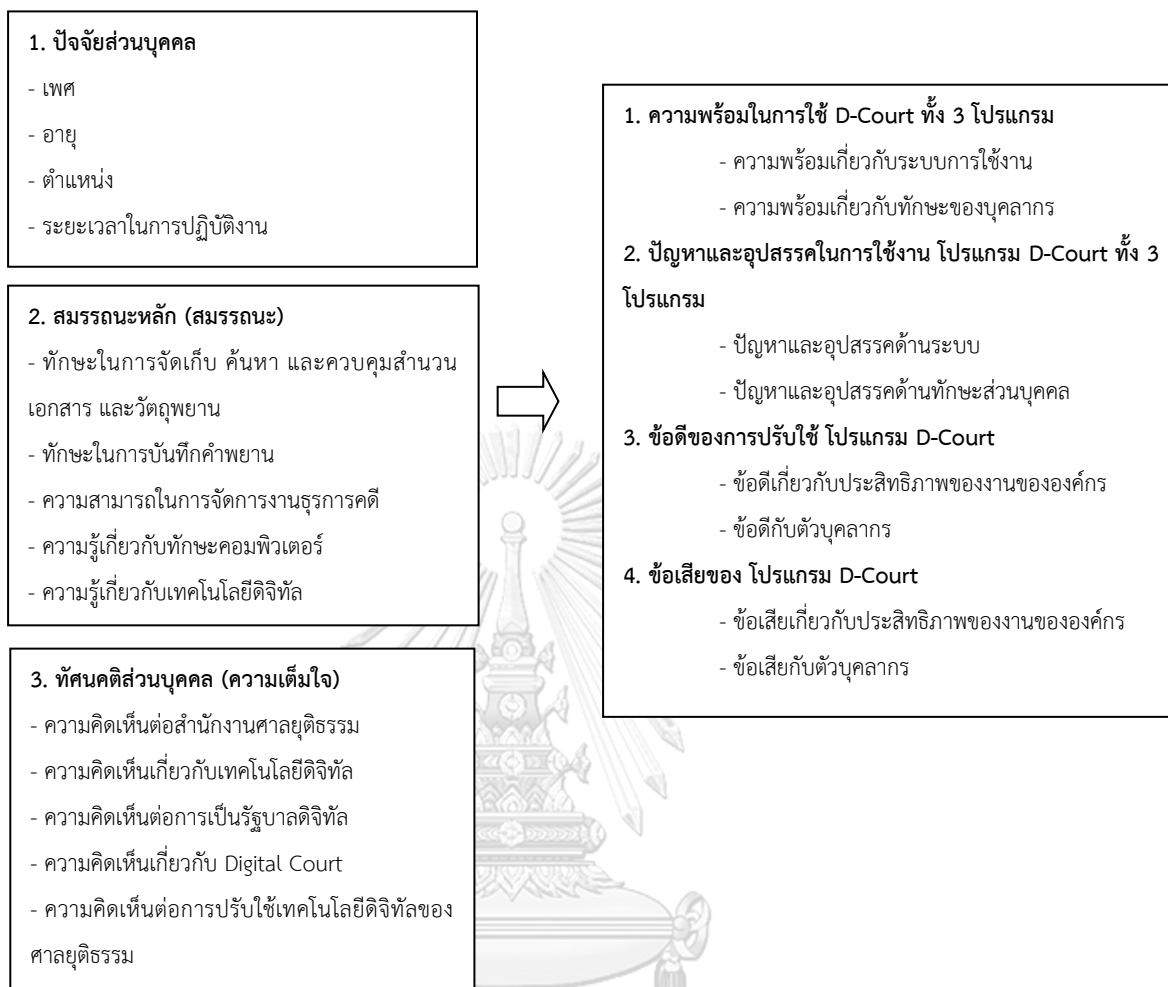 1. ปัจจัยส่วนบุคคล
- เพศ
- อายุ
- ตำแหน่ง
- ระยะเวลาในการปฏิบัติงาน
2. สมรรถนะหลัก (สมรรถนะ)
- ทักษะในการจัดเก็บ ค้นหา และควบคุมสำนวน
เอกสาร และวัตถุพยาน
- ทักษะในการบันทึกคำพยาน
- ความสามารถในการจัดการงานธุรการคดี
- ความรู้เกี่ยวกับทักษะคอมพิวเตอร์
- ความรู้เกี่ยวกับเทคโนโลยีดิจิทัล
3. ทัศนคติส่วนบุคคล (ความเต็มใจ)
- ความคิดเห็นต่อสำนักงานศาลยุติธรรม
- ความคิดเห็นเกี่ยวกับเทคโนโลยีดิจิทัล
- ความคิดเห็นต่อการเป็นรัฐบาลดิจิทัล
- ความคิดเห็นเกี่ยวกับ Digital Court
- ความคิดเห็นต่อการปรับใช้เทคโนโลยีดิจิทัลของ
ศาลยุติธรรม
1. ความพร้อมในการใช้ D-Court ทั้ง 3 โปรแกรม
- ความพร้อมเกี่ยวกับระบบการใช้งาน
- ความพร้อมเกี่ยวกับทักษะของบุคลากร
2. ปัญหาและอุปสรรคในการใช้งาน โปรแกรม D-Court ทั้ง 3
โปรแกรม
- ปัญหาและอุปสรรคด้านระบบ
- ปัญหาและอุปสรรคด้านทักษะส่วนบุคคล
3. ข้อดีของการปรับใช้ โปรแกรม D-Court
- ข้อดีเกี่ยวกับประสิทธิภาพของงานขององค์กร
- ข้อดีกับตัวบุคลากร
4. ข้อเสียของ โปรแกรม D-Court
- ข้อเสียเกี่ยวกับประสิทธิภาพของงานขององค์กร
- ข้อเสียกับตัวบุคลากร